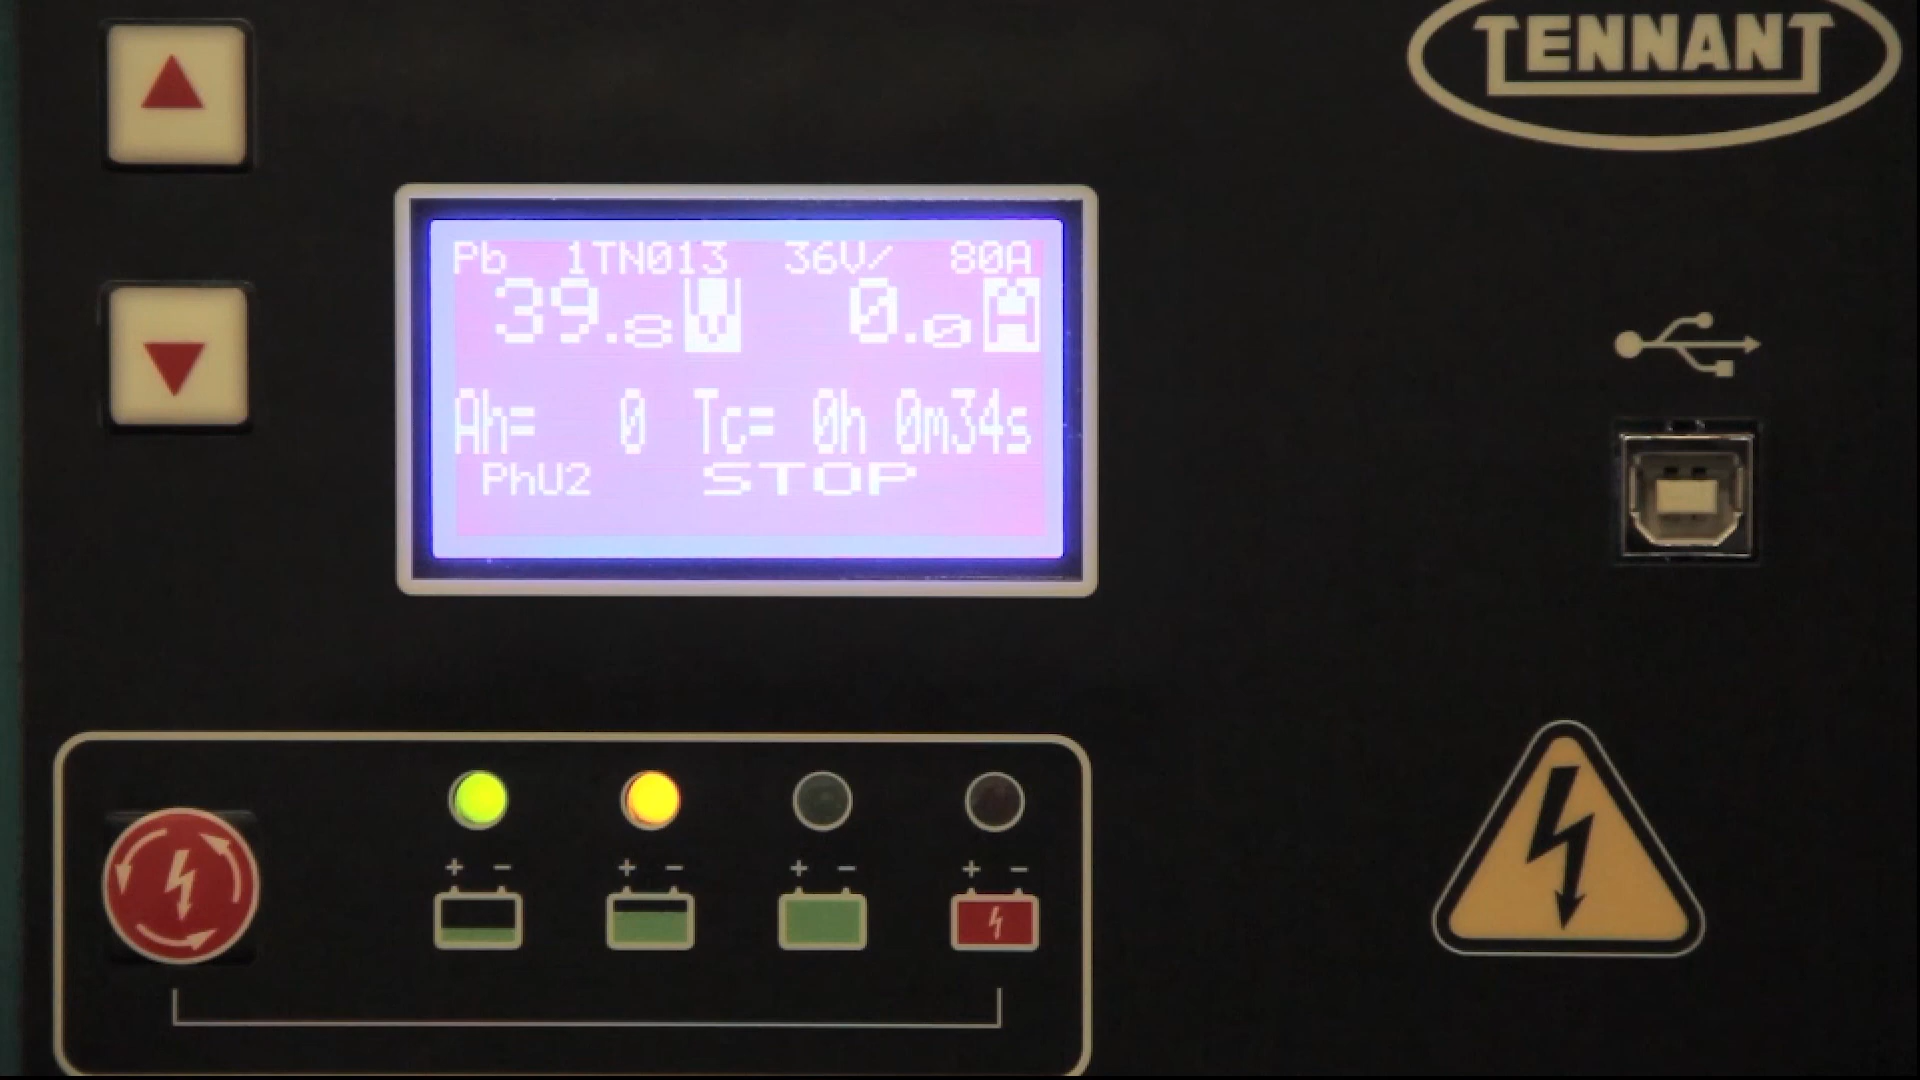 TENNANT
Pb 1TN013 36V/ 80A
39.8 V 0.0 A
Ah= 0 Tc= 0h 0m34s
PhU2 STOP
+ - + - + - + -